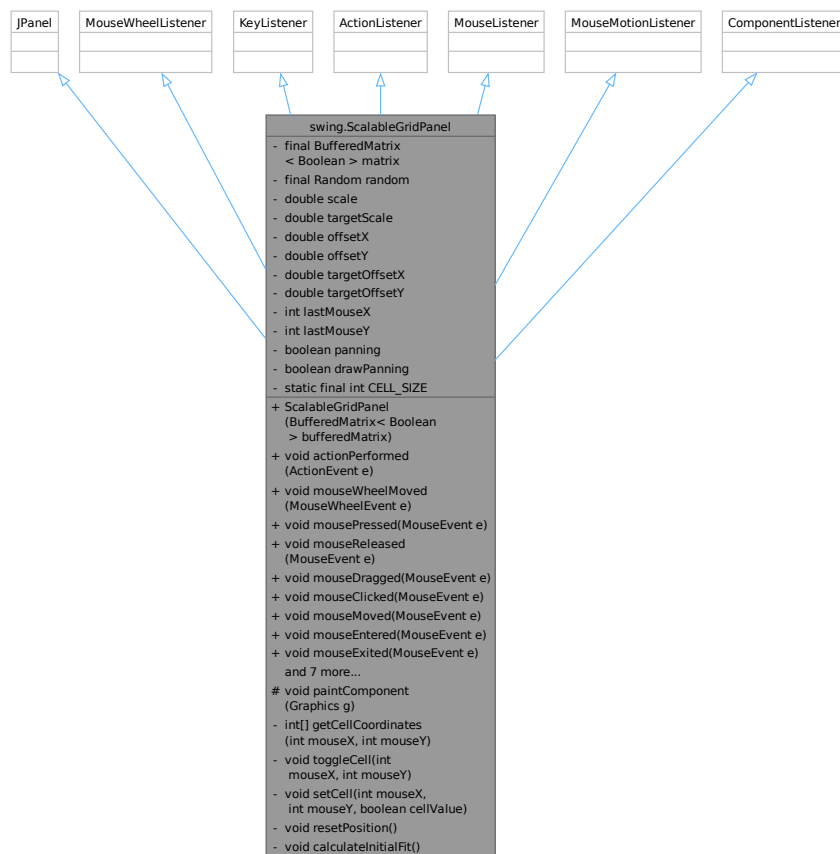 JPanel
MouseWheelListener
KeyListener
ActionListener
MouseListener
MouseMotionListener
ComponentListener
swing.ScalableGridPanel
- final BufferedMatrix
< Boolean > matrix
- final Random random
- double scale
- double targetScale
- double offsetX
- double offsetY
- double targetOffsetX
- double targetOffsetY
- int lastMouseX
- int lastMouseY
- boolean panning
- boolean drawPanning
- static final int CELL_SIZE
+ ScalableGridPanel
(BufferedMatrix< Boolean
> bufferedMatrix)
+ void actionPerformed
(ActionEvent e)
+ void mouseWheelMoved
(MouseWheelEvent e)
+ void mousePressed(MouseEvent e)
+ void mouseReleased
(MouseEvent e)
+ void mouseDragged(MouseEvent e)
+ void mouseClicked(MouseEvent e)
+ void mouseMoved(MouseEvent e)
+ void mouseEntered(MouseEvent e)
+ void mouseExited(MouseEvent e)
and 7 more...
# void paintComponent
(Graphics g)
- int[] getCellCoordinates
(int mouseX, int mouseY)
- void toggleCell(int
mouseX, int mouseY)
- void setCell(int mouseX,
int mouseY, boolean cellValue)
- void resetPosition()
- void calculateInitialFit()